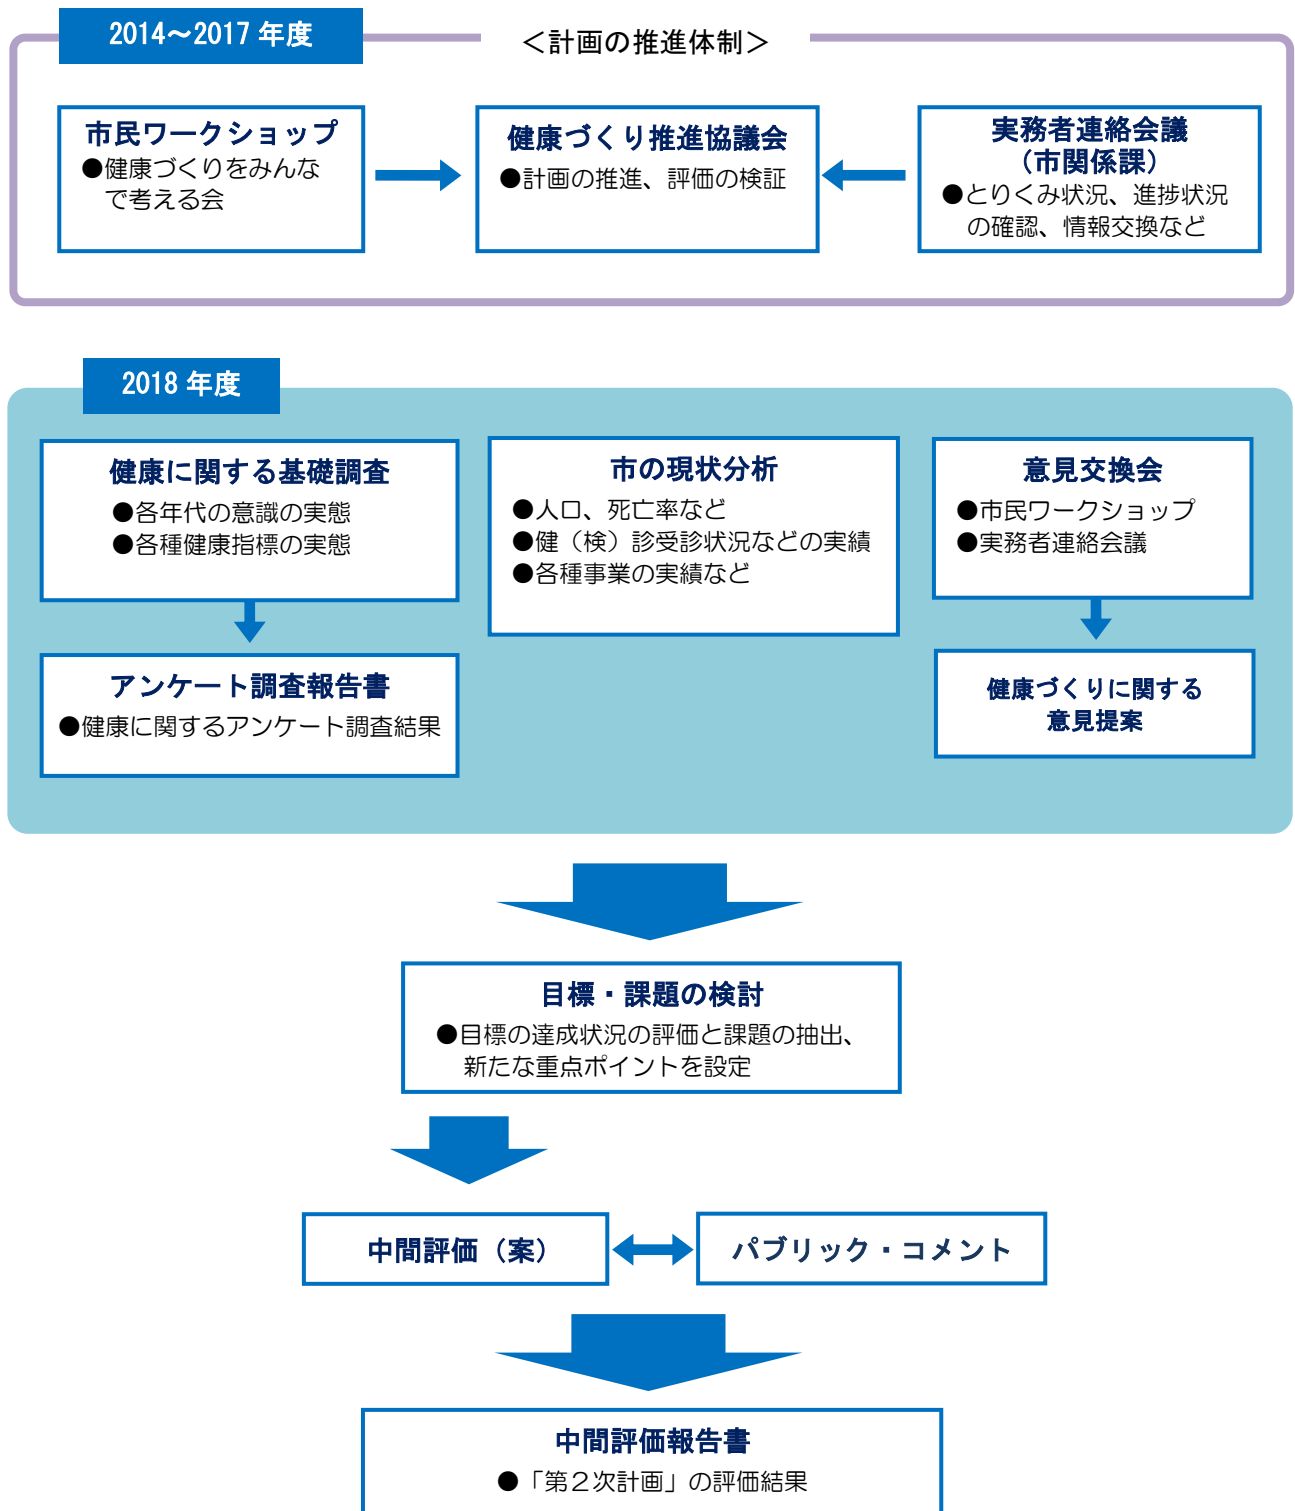 2014～2017 年度
＜計画の推進体制＞
市民ワークショップ
●健康づくりをみんな
で考える会
健康づくり推進協議会
●計画の推進、評価の検証
実務者連絡会議
（市関係課）
●とりくみ状況、進捗状況
の確認、情報交換など
2018 年度
健康に関する基礎調査
●各年代の意識の実態
●各種健康指標の実態
市の現状分析
●人口、死亡率など
●健（検）診受診状況などの実績
●各種事業の実績など
意見交換会
●市民ワークショップ
●実務者連絡会議
アンケート調査報告書
●健康に関するアンケート調査結果
健康づくりに関する
意見提案
目標・課題の検討
●目標の達成状況の評価と課題の抽出、
新たな重点ポイントを設定
中間評価（案）
パブリック・コメント
中間評価報告書
●「第２次計画」の評価結果